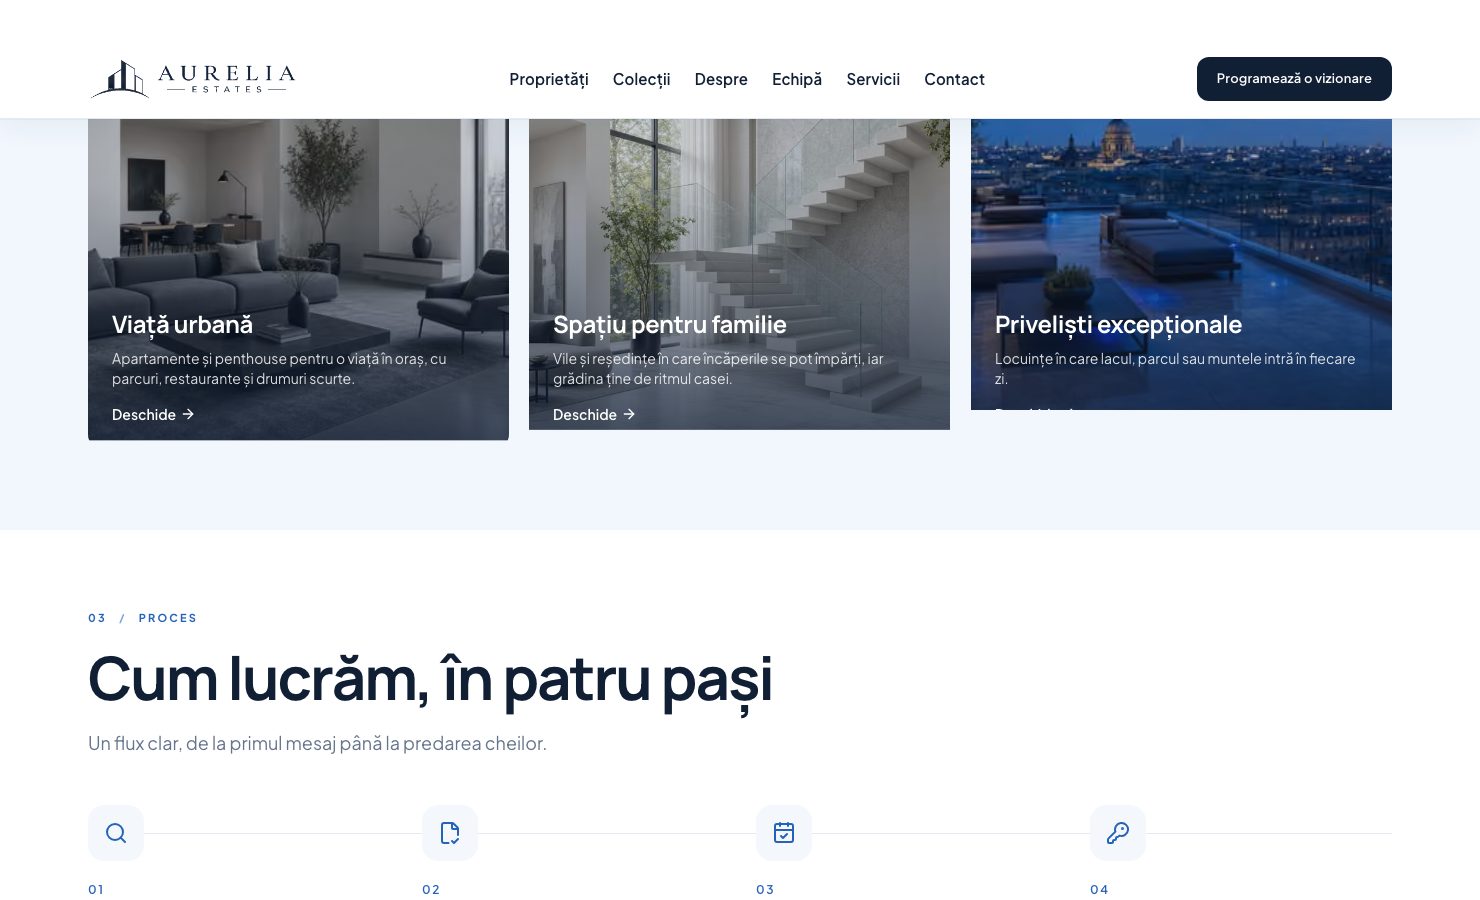 AURELIA
ESTATES
Proprietăți
Colecții
Despre
Echipă
Servicii
Contact
Programează o vizionare
Viață urbană
Apartamente și penthouse pentru o viață în oraș, cu
parcuri, restaurante și drumuri scurte.
Deschide
Spațiu pentru familie
Vile și reședințe în care încăperile se pot împărți, iar
grădina ține de ritmul casei.
Deschide
Priveliști excepționale
Locuințe în care lacul, parcul sau muntele intră în fiecare
zi.
03 / PROCES
Cum lucrăm, în patru pași
Un flux clar, de la primul mesaj până la predarea cheilor.
01
02
03
04